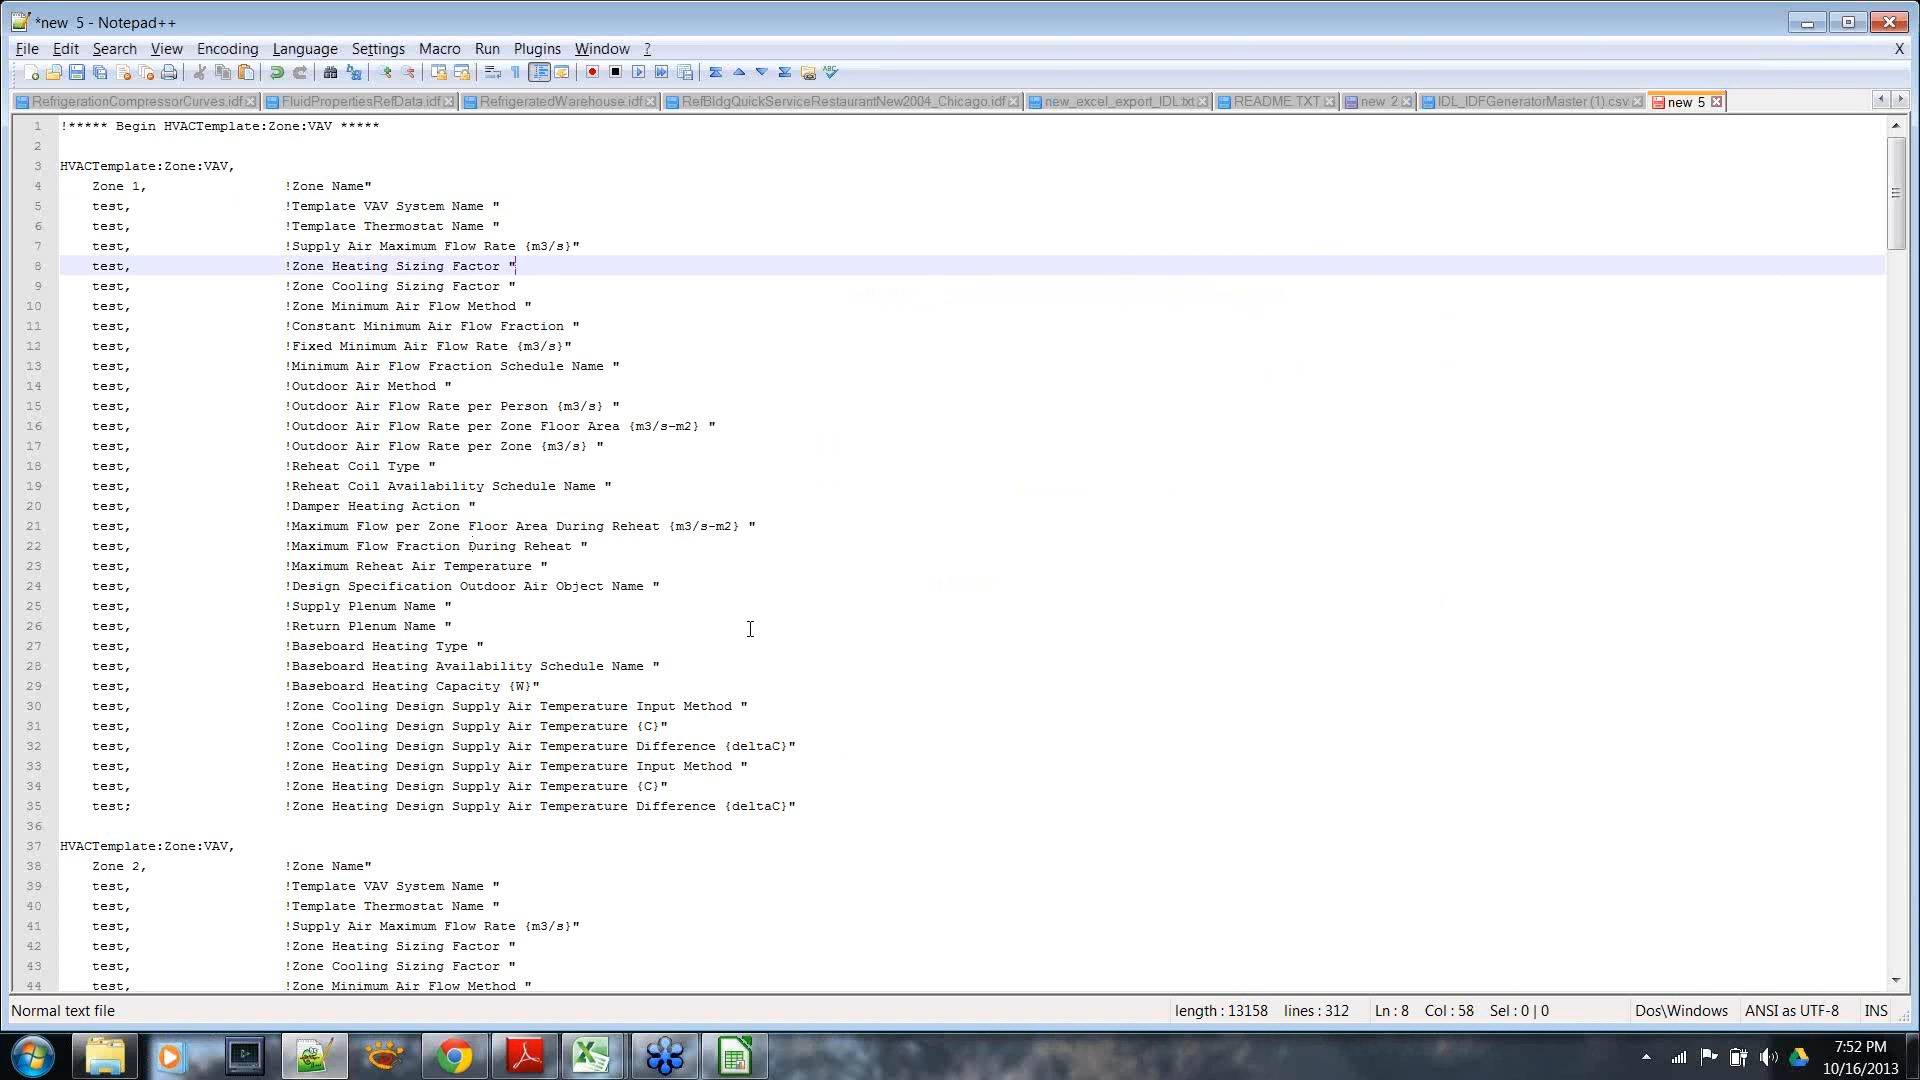 *new  5 - Notepad++
File Edit Search View Encoding Language Settings Macro Run Plugins Window ? X
RefrigerationCompressorCurves.idf FluidPropertiesRefData.idf RefrigeratedWarehouse.idf RefBldgQuickServiceRestaurantNew2004_Chicago.idf new_excel_export_IDL.txt README.TXT new 2 IDL_IDFGeneratorMaster (1).csv new 5
1 !***** Begin HVACTemplate:Zone:VAV *****
2
3 HVACTemplate:Zone:VAV,
4 Zone 1, !Zone Name"
5 test, !Template VAV System Name "
6 test, !Template Thermostat Name "
7 test, !Supply Air Maximum Flow Rate {m3/s}"
8 test, !Zone Heating Sizing Factor "
9 test, !Zone Cooling Sizing Factor "
10 test, !Zone Minimum Air Flow Method "
11 test, !Constant Minimum Air Flow Fraction "
12 test, !Fixed Minimum Air Flow Rate {m3/s}"
13 test, !Minimum Air Flow Fraction Schedule Name "
14 test, !Outdoor Air Method "
15 test, !Outdoor Air Flow Rate per Person {m3/s} "
16 test, !Outdoor Air Flow Rate per Zone Floor Area {m3/s-m2} "
17 test, !Outdoor Air Flow Rate per Zone {m3/s} "
18 test, !Reheat Coil Type "
19 test, !Reheat Coil Availability Schedule Name "
20 test, !Damper Heating Action "
21 test, !Maximum Flow per Zone Floor Area During Reheat {m3/s-m2} "
22 test, !Maximum Flow Fraction During Reheat "
23 test, !Maximum Reheat Air Temperature "
24 test, !Design Specification Outdoor Air Object Name "
25 test, !Supply Plenum Name "
26 test, !Return Plenum Name "
27 test, !Baseboard Heating Type "
28 test, !Baseboard Heating Availability Schedule Name "
29 test, !Baseboard Heating Capacity {W}"
30 test, !Zone Cooling Design Supply Air Temperature Input Method "
31 test, !Zone Cooling Design Supply Air Temperature {C}"
32 test, !Zone Cooling Design Supply Air Temperature Difference {deltaC}"
33 test, !Zone Heating Design Supply Air Temperature Input Method "
34 test, !Zone Heating Design Supply Air Temperature {C}"
35 test; !Zone Heating Design Supply Air Temperature Difference {deltaC}"
36
37 HVACTemplate:Zone:VAV,
38 Zone 2, !Zone Name"
39 test, !Template VAV System Name "
40 test, !Template Thermostat Name "
41 test, !Supply Air Maximum Flow Rate {m3/s}"
42 test, !Zone Heating Sizing Factor "
43 test, !Zone Cooling Sizing Factor "
44 test, !Zone Minimum Air Flow Method "
Normal text file length : 13158 lines : 312 Ln : 8 Col : 58 Sel : 0 | 0 Dos\Windows ANSI as UTF-8 INS
7:52 PM
10/16/2013